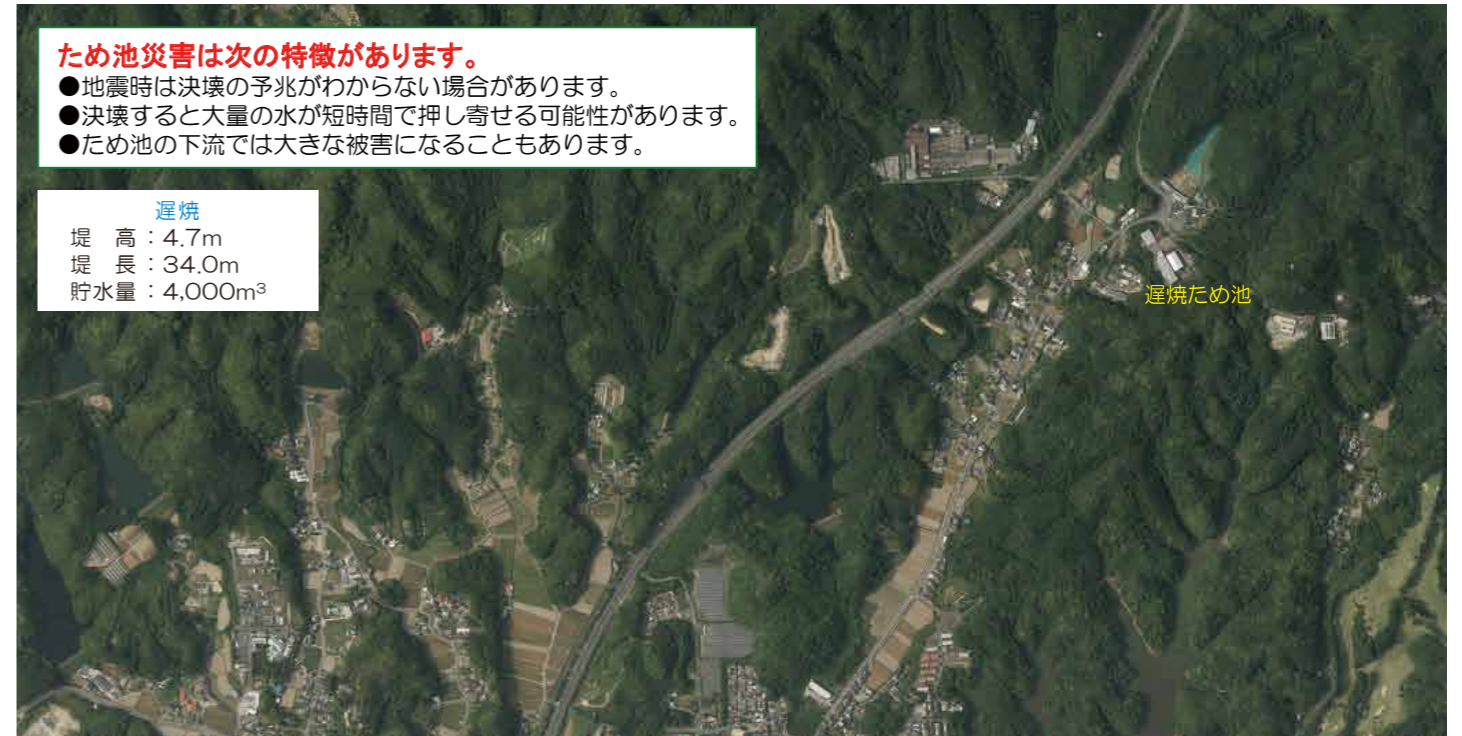 ため池災害は次の特徴があります。
●地震時は決壊の予兆がわからない場合があります。
●決壊すると大量の水が短時間で押し寄せる可能性があります。
●ため池の下流では大きな被害になることもあります。
遅焼
堤　高：4.7m
堤　長：34.0m
貯水量：4,000m³
遅焼ため池